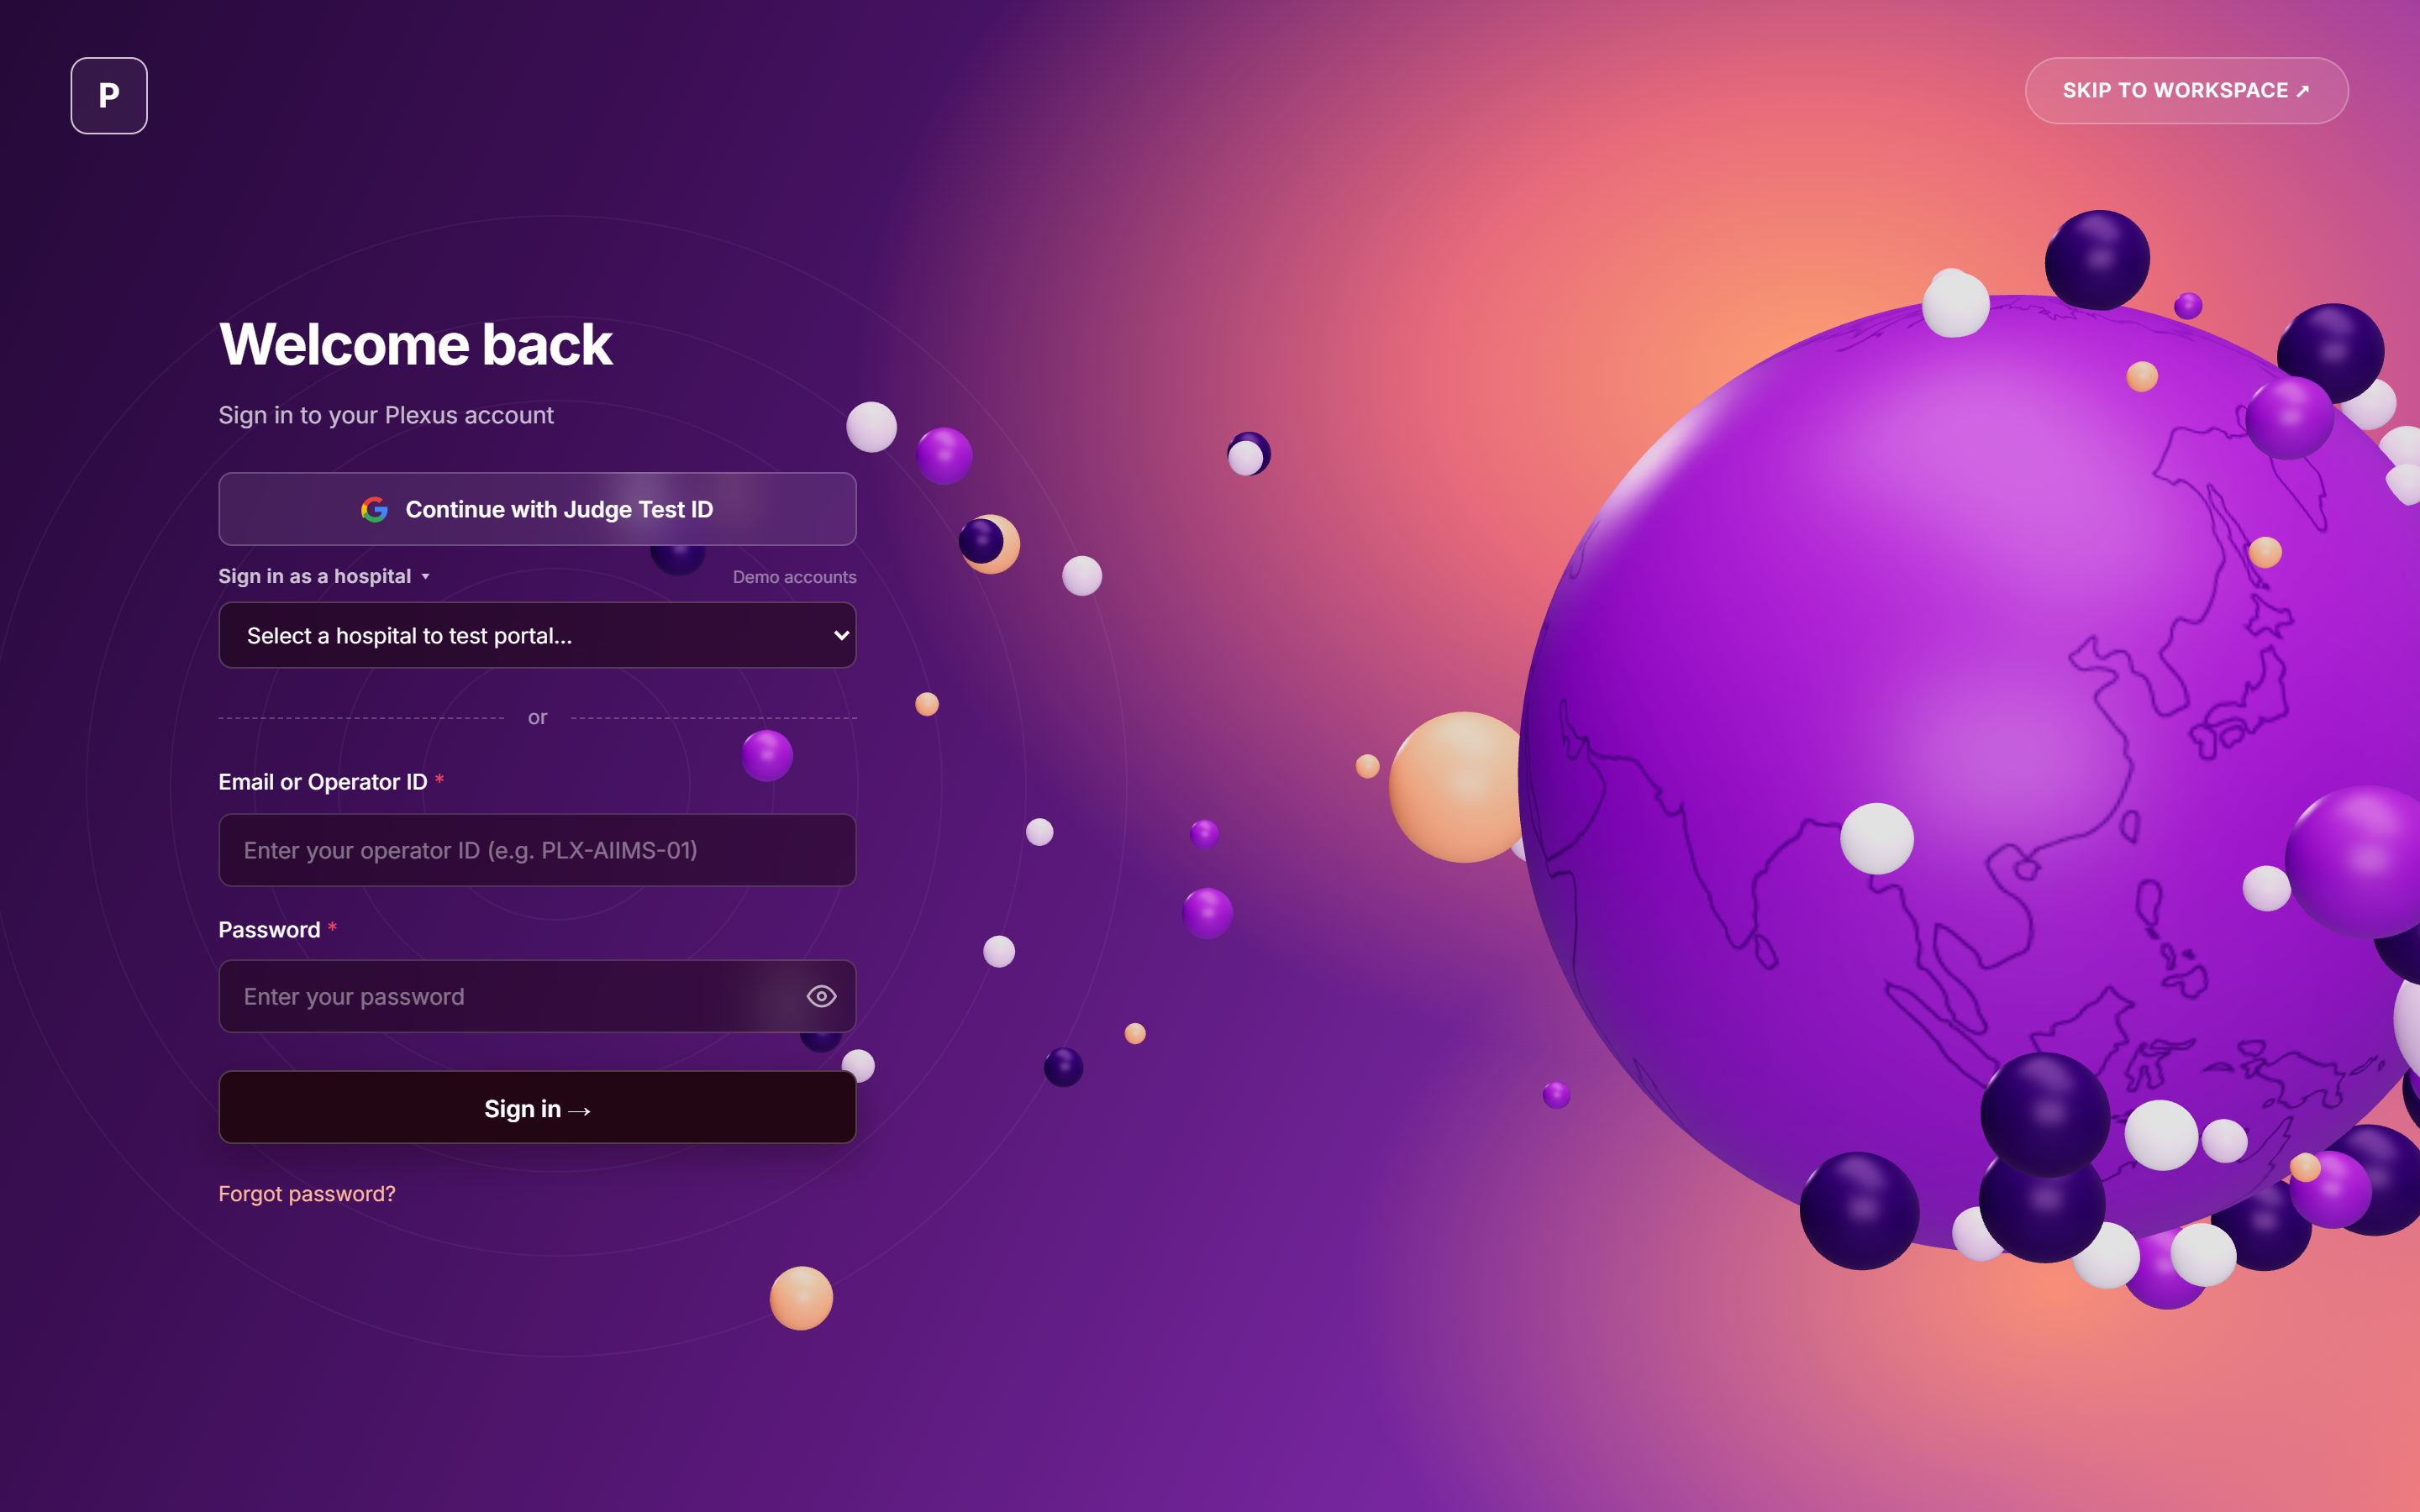 P
SKIP TO WORKSPACE ↗
Welcome back
Sign in to your Plexus account
Continue with Judge Test ID
Sign in as a hospital ▾
Demo accounts
Select a hospital to test portal...
or
Email or Operator ID *
Enter your operator ID (e.g. PLX-AIIMS-01)
Password *
Enter your password
Sign in →
Forgot password?